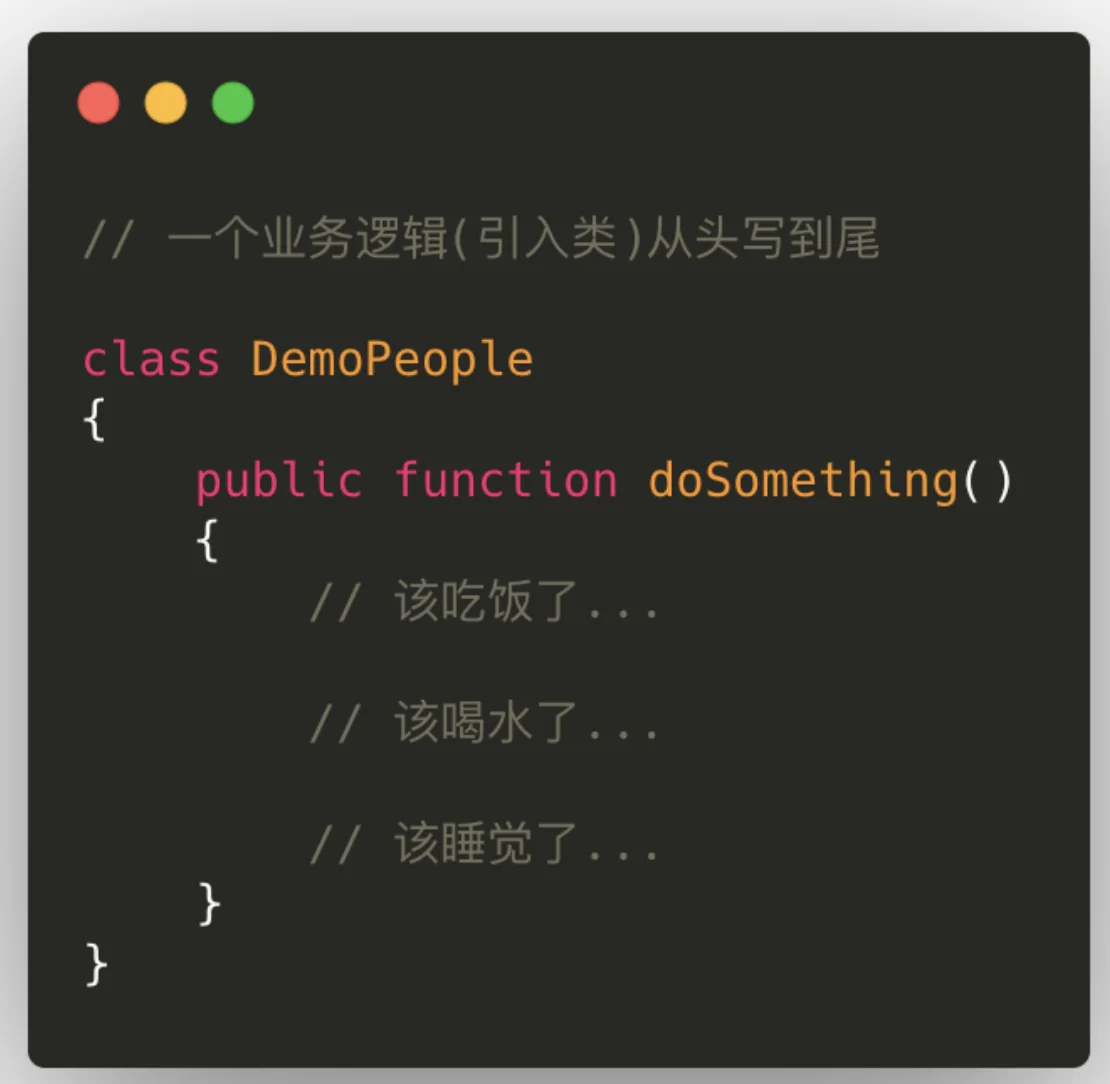 // 一个业务逻辑(引入类)从头写到尾
class DemoPeople
{
    public function doSomething()
    {
        // 该吃饭了...
        // 该喝水了...
        // 该睡觉了...
    }
}